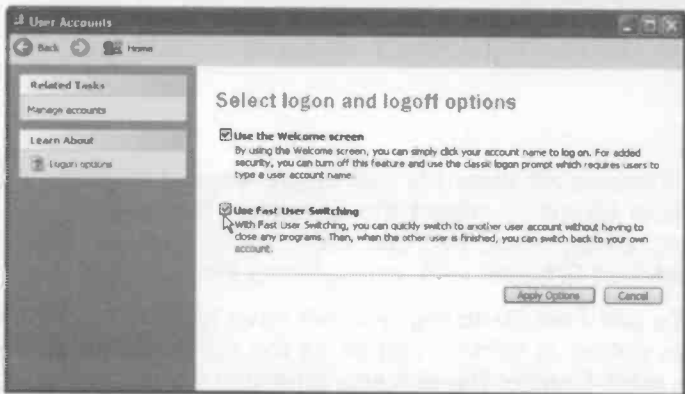 User Accounts
Back Home
Related Tasks
Manage accounts
Learn About
Logon options
Select logon and logoff options
Use the Welcome screen
By using the Welcome screen, you can simply click your account name to log on. For added
security, you can turn off this feature and use the classic logon prompt which requires users to
type a user account name.
Use Fast User Switching
With Fast User Switching, you can quickly switch to another user account without having to
close any programs. Then, when the other user is finished, you can switch back to your own
account.
Apply Options Cancel